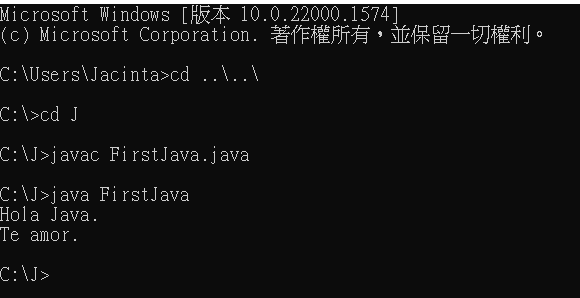 Microsoft Windows [版本 10.0.22000.1574]
(c) Microsoft Corporation. 著作權所有，並保留一切權利。
C:\Users\Jacinta>cd ..\..\
C:\>cd J
C:\J>javac FirstJava.java
C:\J>java FirstJava
Hola Java.
Te amor.
C:\J>